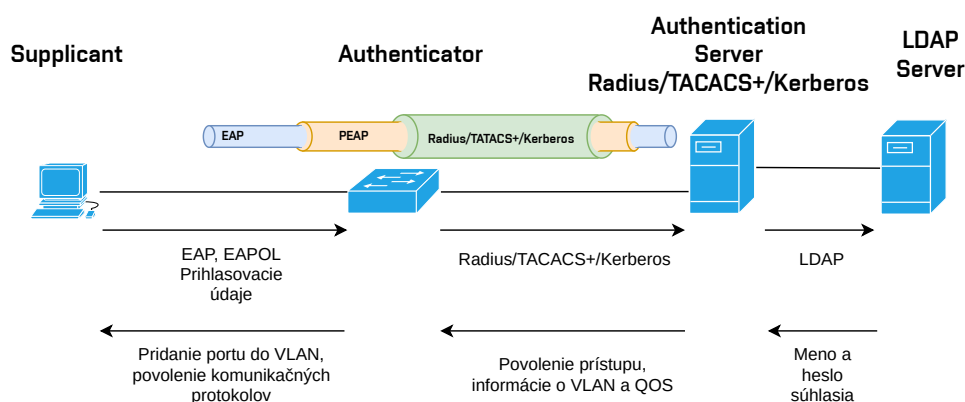 Supplicant
Authenticator
Authentication
Server
Radius/TACACS+/Kerberos
LDAP
Server
EAP
PEAP
Radius/TATACS+/Kerberos
EAP, EAPOL
Prihlasovacie
údaje
Radius/TACACS+/Kerberos
LDAP
Pridanie portu do VLAN,
povolenie komunikačných
protokolov
Povolenie prístupu,
informácie o VLAN a QOS
Meno a
heslo
súhlasia